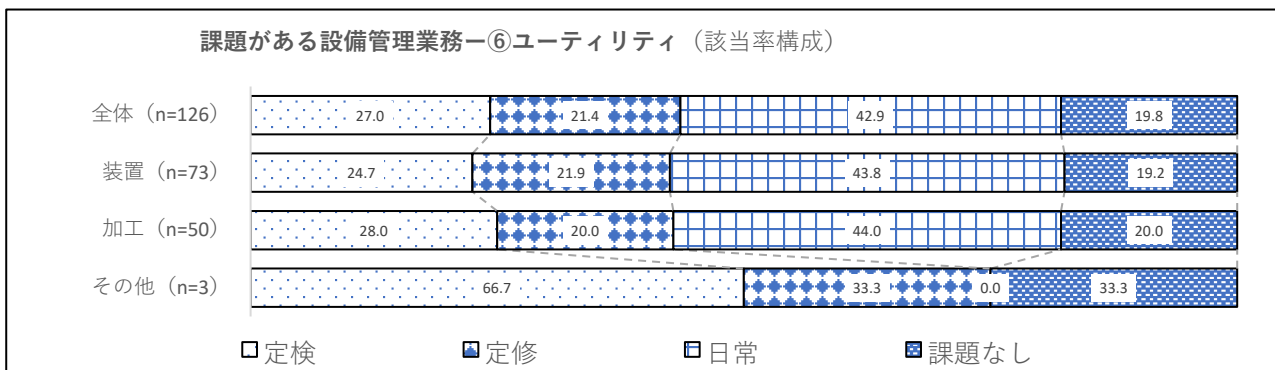 課題がある設備管理業務ー⑥ユーティリティ（該当率構成）
全体（n=126） 27.0 21.4 42.9 19.8
装置（n=73） 24.7 21.9 43.8 19.2
加工（n=50） 28.0 20.0 44.0 20.0
その他（n=3） 66.7 33.3 0.0 33.3
定検 定修 日常 課題なし